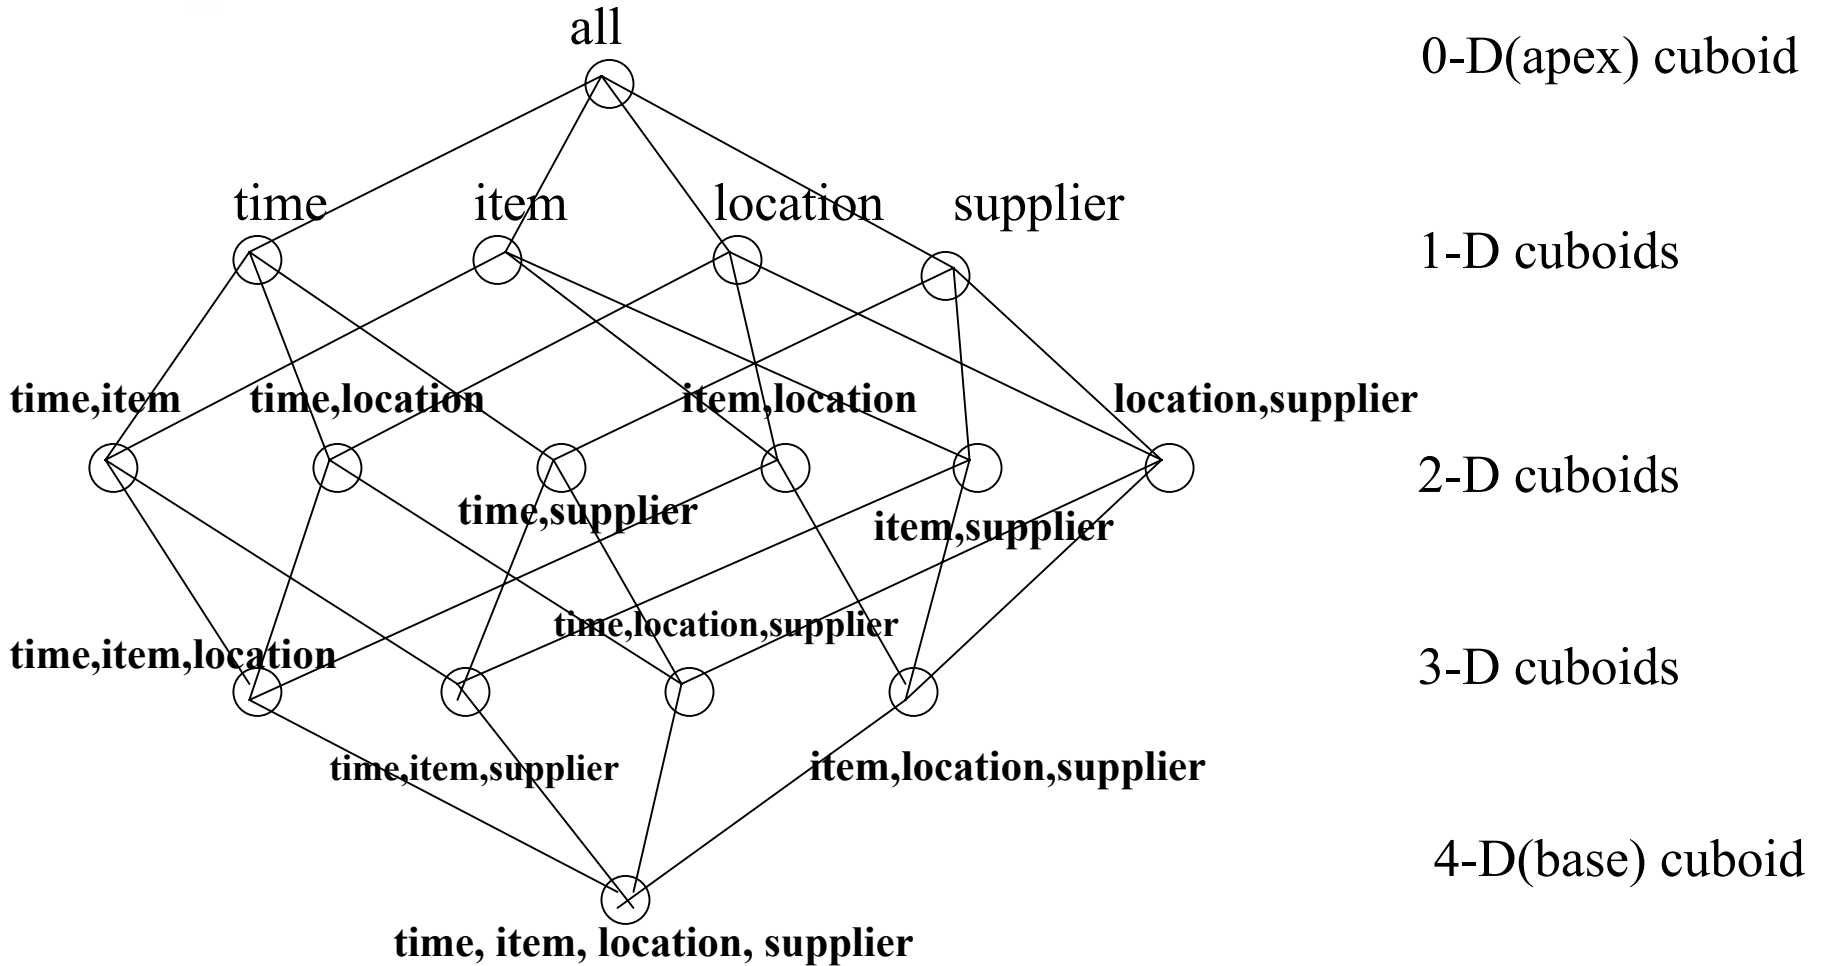 all
0-D(apex) cuboid
time
item
location
supplier
1-D cuboids
time,item
time,location
item,location
location,supplier
2-D cuboids
time,supplier
item,supplier
time,location,supplier
time,item,location
3-D cuboids
time,item,supplier
item,location,supplier
4-D(base) cuboid
time, item, location, supplier